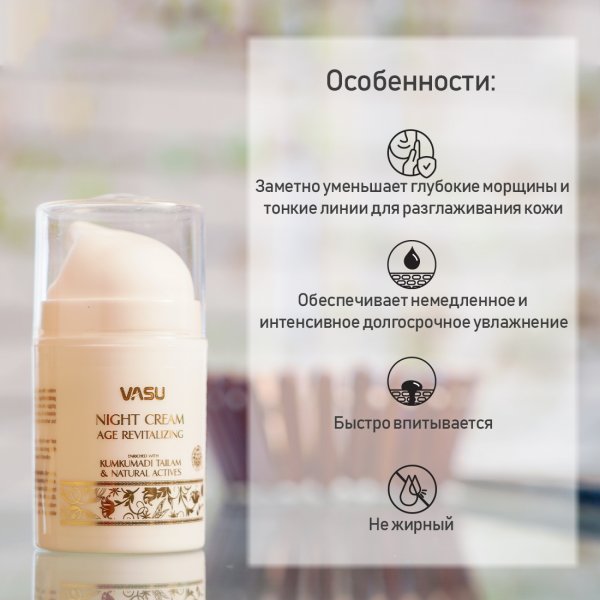 Особенности:
Заметно уменьшает глубокие морщины и
тонкие линии для разглаживания кожи
Обеспечивает немедленное и
интенсивное долгосрочное увлажнение
Быстро впитывается
Не жирный
VASU
NIGHT CREAM
AGE REVITALIZING
ENRICHED WITH
KUMKUMADI TAILAM
& NATURAL ACTIVES